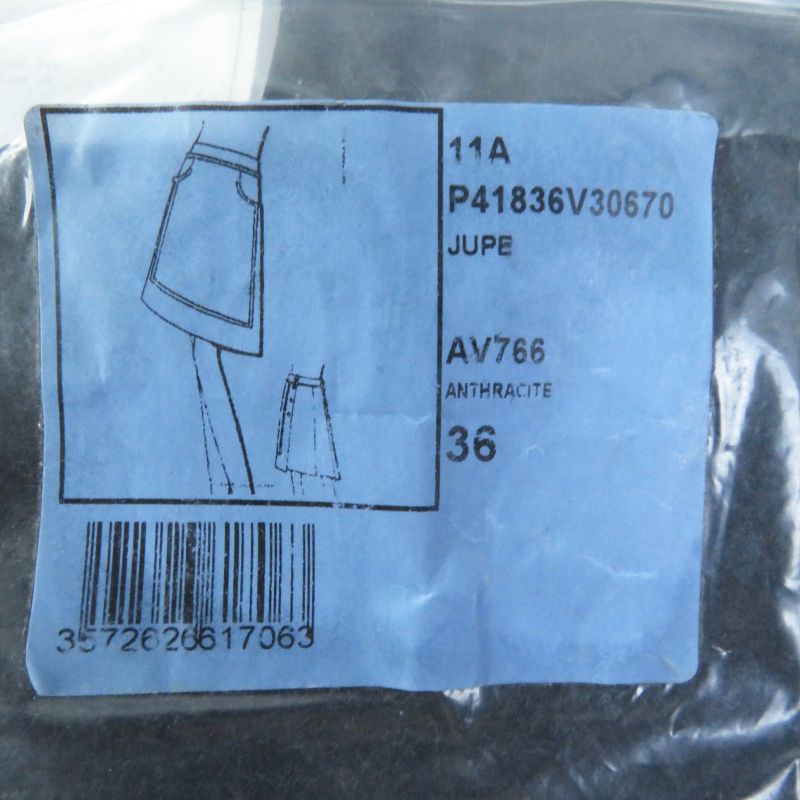 11A
P41836V30670
JUPE
AV766
ANTHRACITE
36
3572626617063